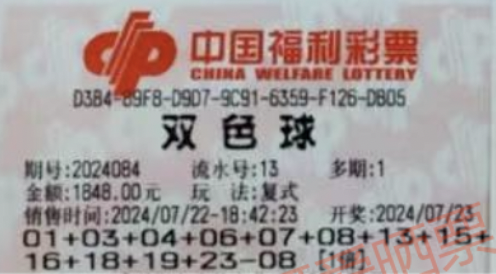 中国福利彩票
CHINA WELFARE LOTTERY
D3B4-89F8-D9D7-9C91-6359-F126-DB05
双色球
期号:2024084 流水号:13 多期:1
金额:1848.00元 玩 法:复式
销售时间:2024/07/22-18:42:23 开奖:2024/07/23
01+03+04+06+07+08+13+15+
16+18+19+23-08 [1倍]
晒票